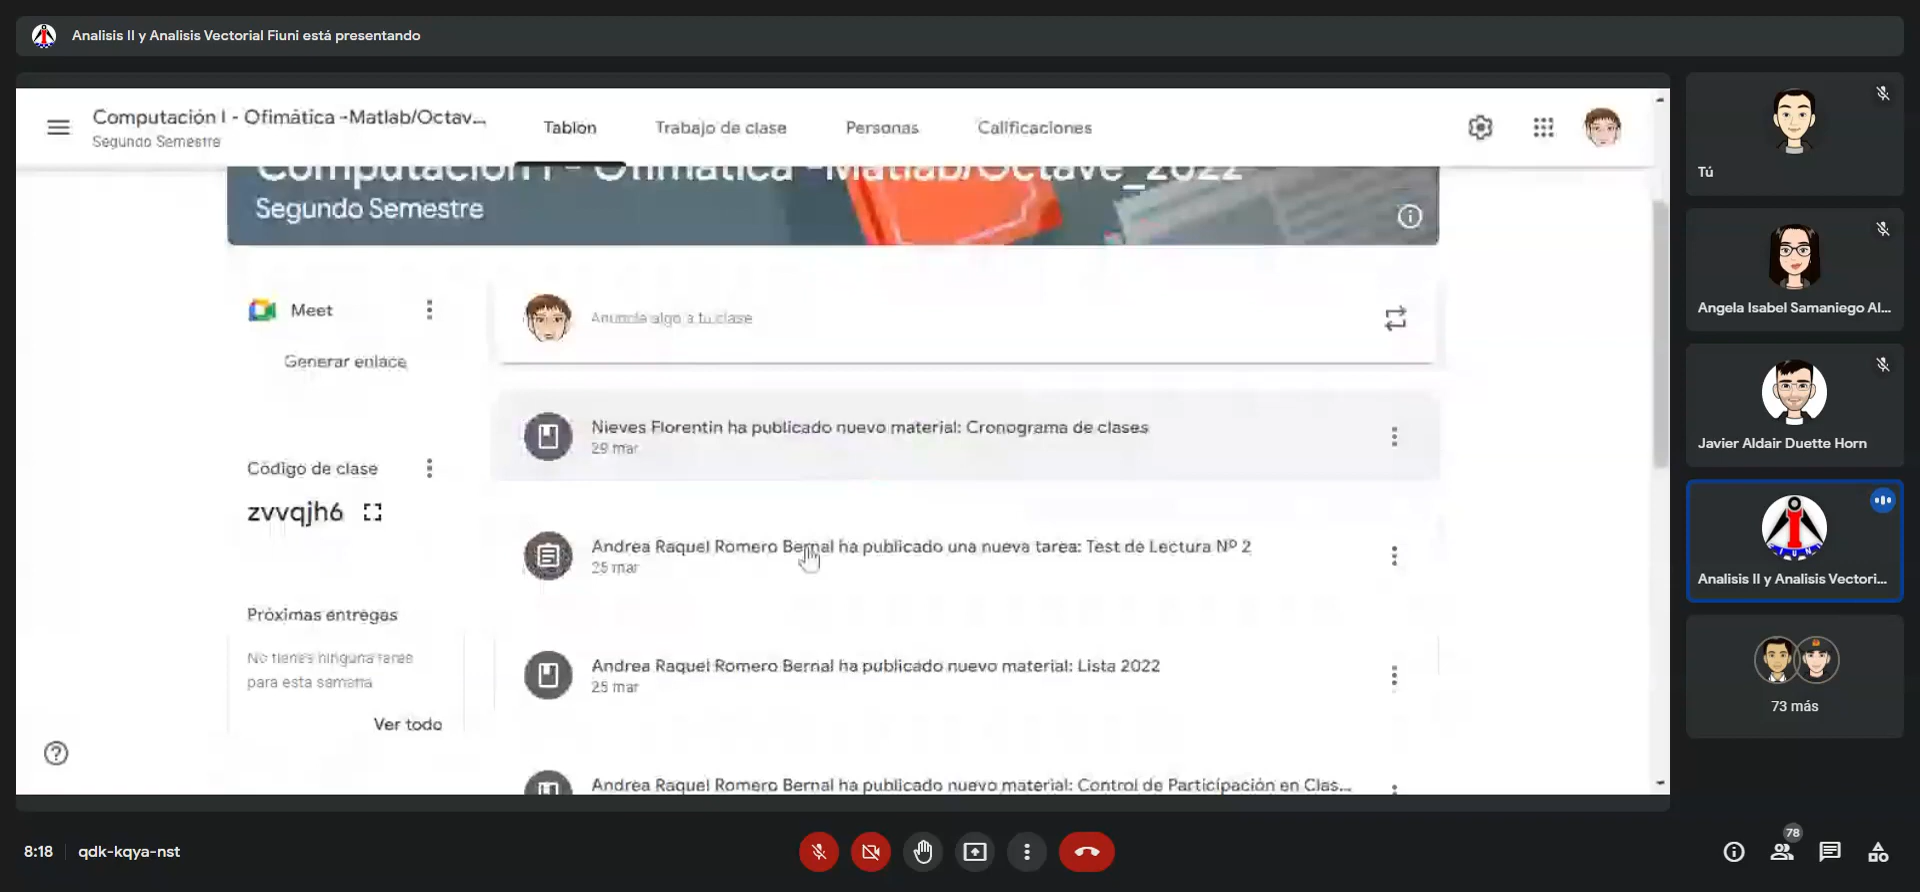 Analisis II y Analisis Vectorial Fiuni está presentando
Computación I - Ofimática -Matlab/Octav...
Segundo Semestre
Tablón
Trabajo de clase
Personas
Calificaciones
Computación I - Ofimática -Matlab/Octave_2022
Segundo Semestre
Meet
Generar enlace
Anuncia algo a tu clase
Nieves Florentin ha publicado nuevo material: Cronograma de clases
29 mar
Código de clase
zvvqjh6
Andrea Raquel Romero Bernal ha publicado una nueva tarea: Test de Lectura Nº 2
25 mar
Próximas entregas
No tienes ninguna tarea
para esta semana
Ver todo
Andrea Raquel Romero Bernal ha publicado nuevo material: Lista 2022
25 mar
Andrea Raquel Romero Bernal ha publicado nuevo material: Control de Participación en Clas...
Tú
Angela Isabel Samaniego Al...
Javier Aldair Duette Horn
Analisis II y Analisis Vectori...
73 más
8:18
qdk-kqya-nst
78